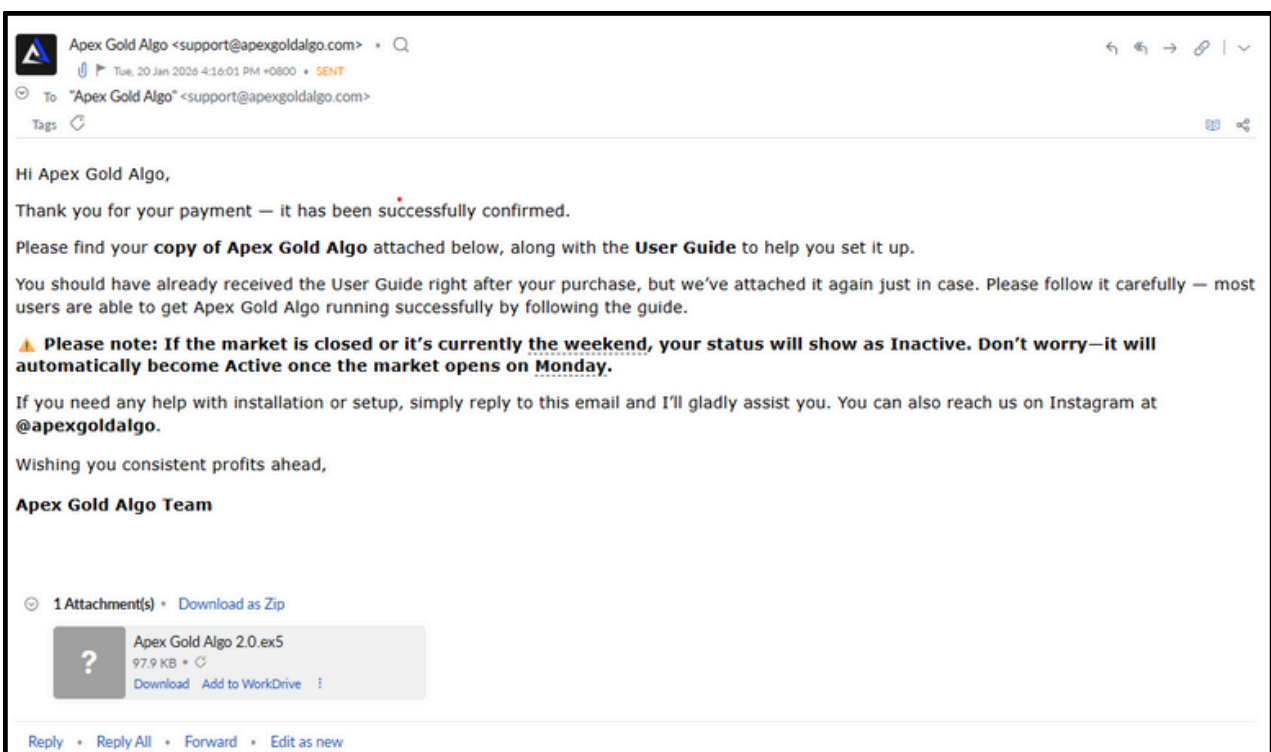 Apex Gold Algo <support@apexgoldalgo.com>
Tue, 20 Jan 2026 4:16:01 PM +0800 • SENT
To "Apex Gold Algo" <support@apexgoldalgo.com>
Tags
Hi Apex Gold Algo,
Thank you for your payment — it has been successfully confirmed.
Please find your copy of Apex Gold Algo attached below, along with the User Guide to help you set it up.
You should have already received the User Guide right after your purchase, but we've attached it again just in case. Please follow it carefully — most
users are able to get Apex Gold Algo running successfully by following the guide.
⚠ Please note: If the market is closed or it's currently the weekend, your status will show as Inactive. Don't worry—it will
automatically become Active once the market opens on Monday.
If you need any help with installation or setup, simply reply to this email and I'll gladly assist you. You can also reach us on Instagram at
@apexgoldalgo.
Wishing you consistent profits ahead,
Apex Gold Algo Team
1 Attachment(s) • Download as Zip
?
Apex Gold Algo 2.0.ex5
97.9 KB •
Download Add to WorkDrive
Reply • Reply All • Forward • Edit as new